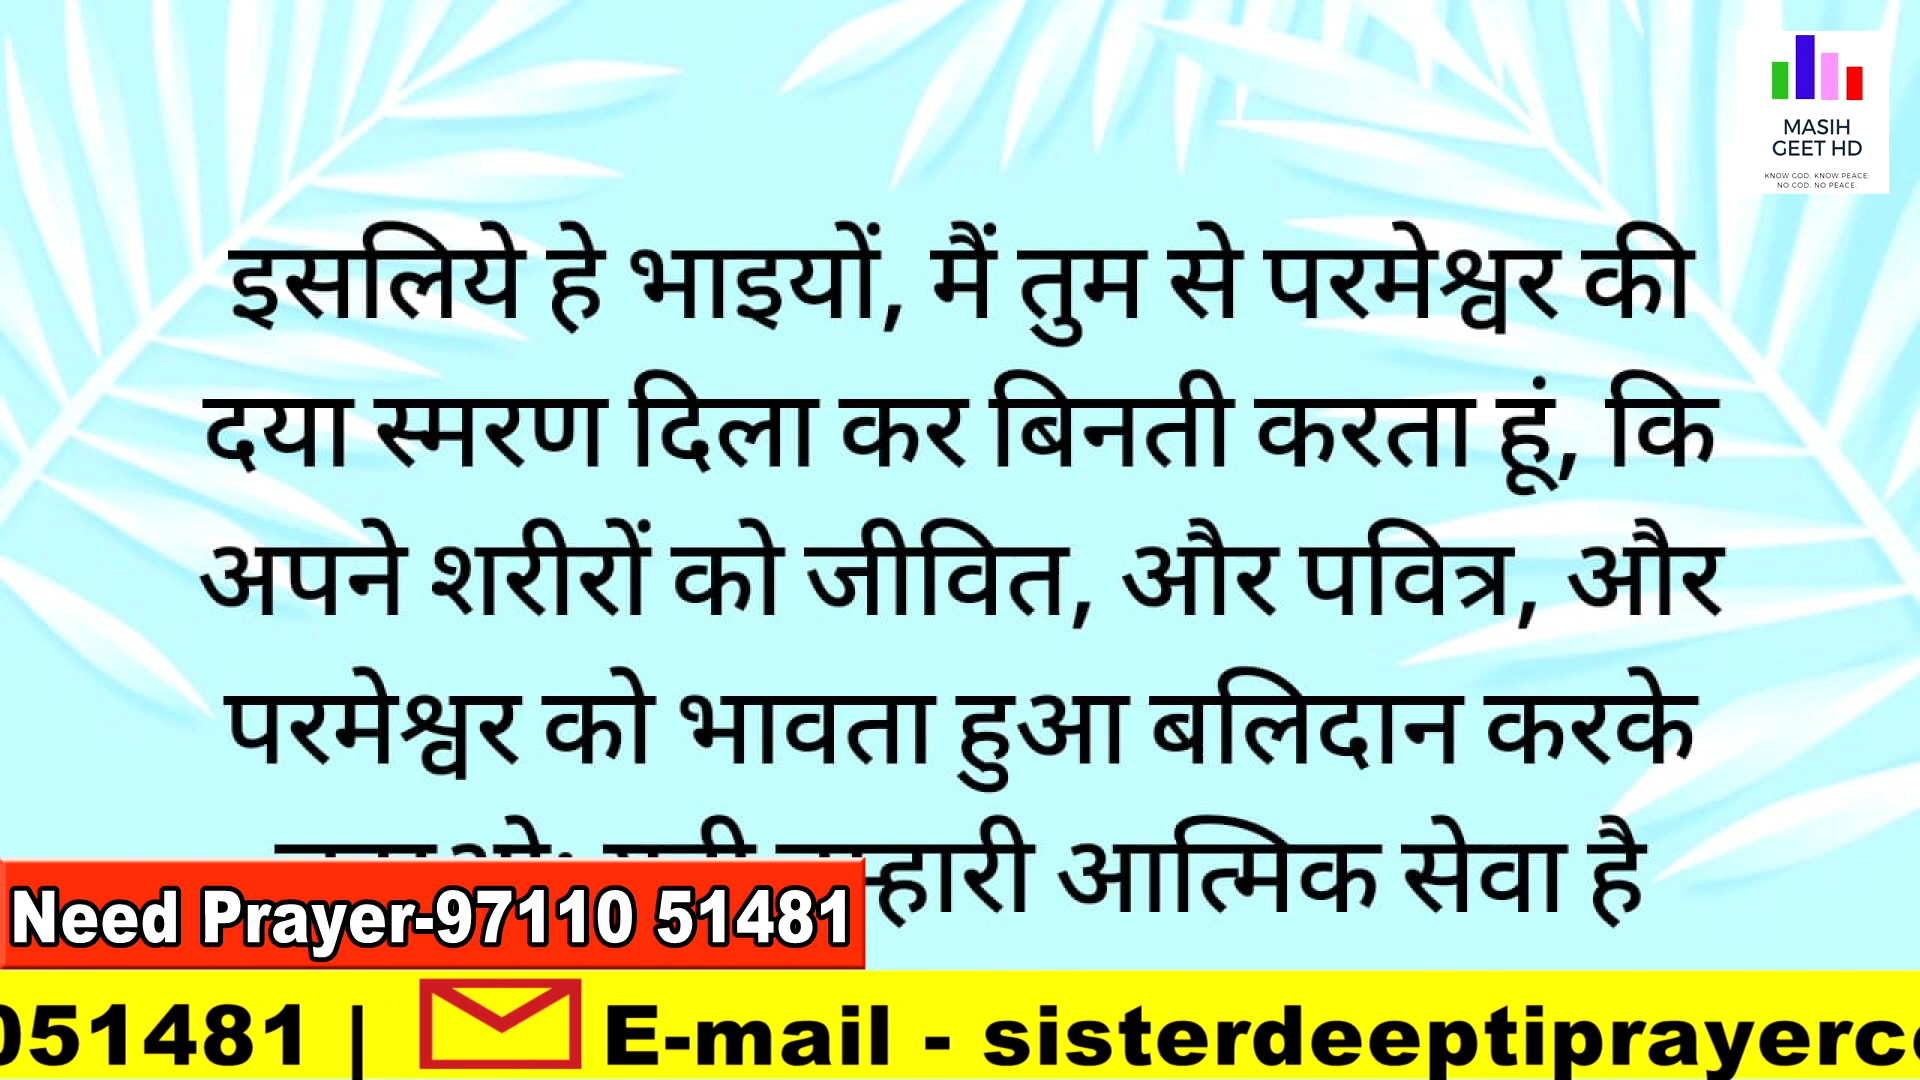 MASIH
GEET HD
KNOW GOD. KNOW PEACE.
NO GOD. NO PEACE.
इसलिये हे भाइयों, मैं तुम से परमेश्वर की
दया स्मरण दिला कर बिनती करता हूं, कि
अपने शरीरों को जीवित, और पवित्र, और
परमेश्वर को भावता हुआ बलिदान करके
आत्मिक सेवा है
Need Prayer-97110 51481
051481 | E-mail - sisterdeeptiprayerc